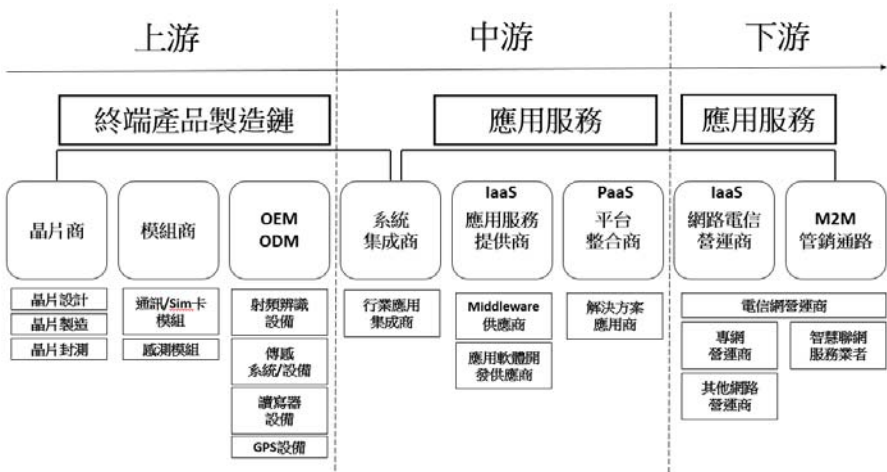 上游
中游
下游
終端產品製造鏈
應用服務
應用服務
晶片商
模組商
OEM
ODM
系統
集成商
IaaS
應用服務
提供商
PaaS
平台
整合商
IaaS
網路電信
營運商
M2M
管銷通路
晶片設計
晶片製造
晶片封測
通訊/Sim卡
模組
感測模組
射頻辨識
設備
傳感
系統/設備
讀寫器
設備
GPS設備
行業應用
集成商
Middleware
供應商
應用軟體開
發供應商
解決方案
應用商
電信網營運商
專網
營運商
其他網路
營運商
智慧聯網
服務業者